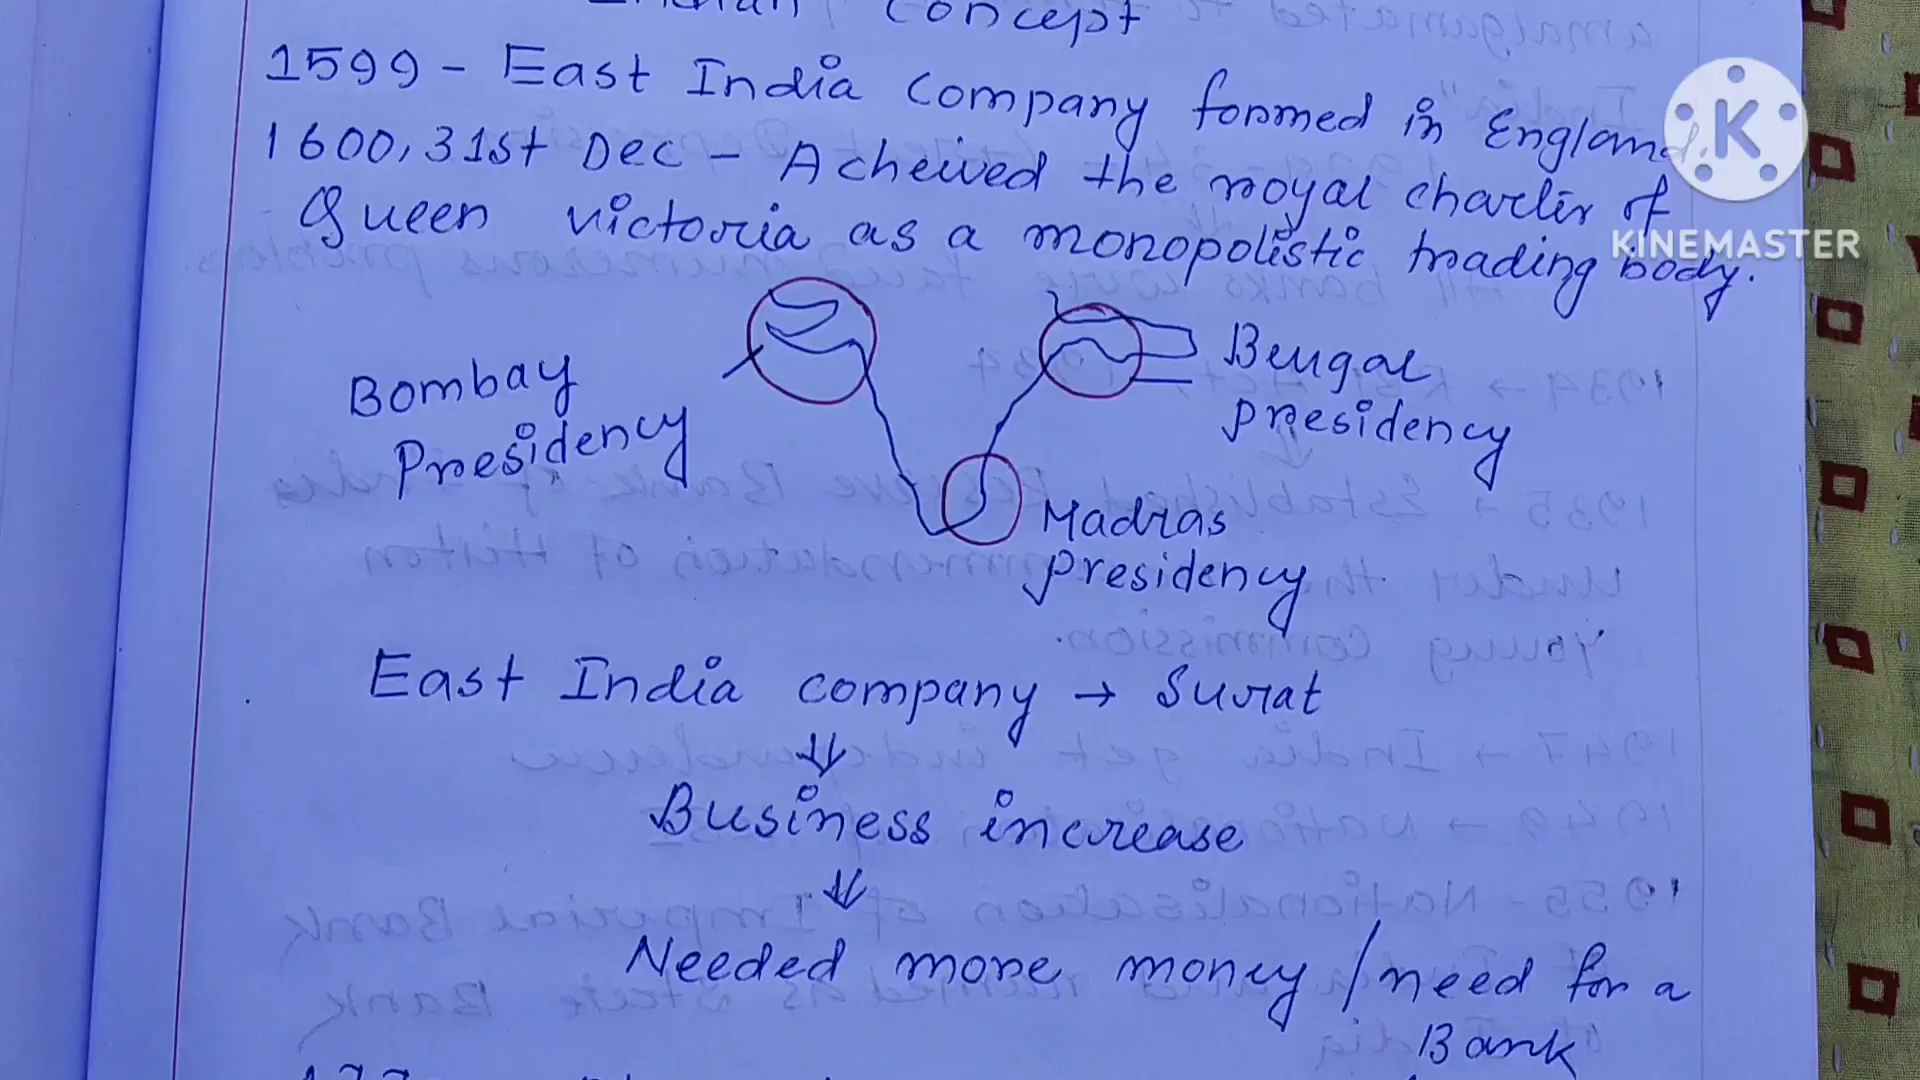 Indian concept
1599 - East India Company formed in England.
1600, 31st Dec - Acheived the royal charter of
Queen victoria as a monopolistic trading body.
Bombay
Presidency
Bengal
presidency
Madras
presidency
East India company → Surat
Business increase
Needed more money / need for a
Bank
K
KINEMASTER